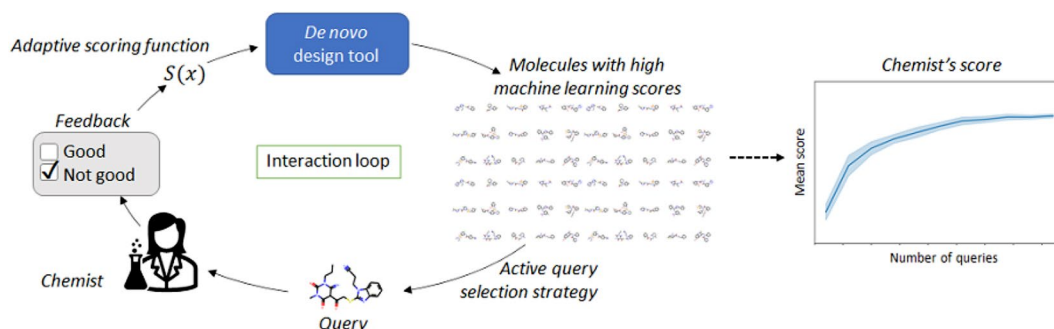 Adaptive scoring function
S(x)
De novo
design tool
Molecules with high
machine learning scores
Feedback
Good
Not good
Interaction loop
Chemist
Query
Active query
selection strategy
Chemist's score
Mean score
Number of queries